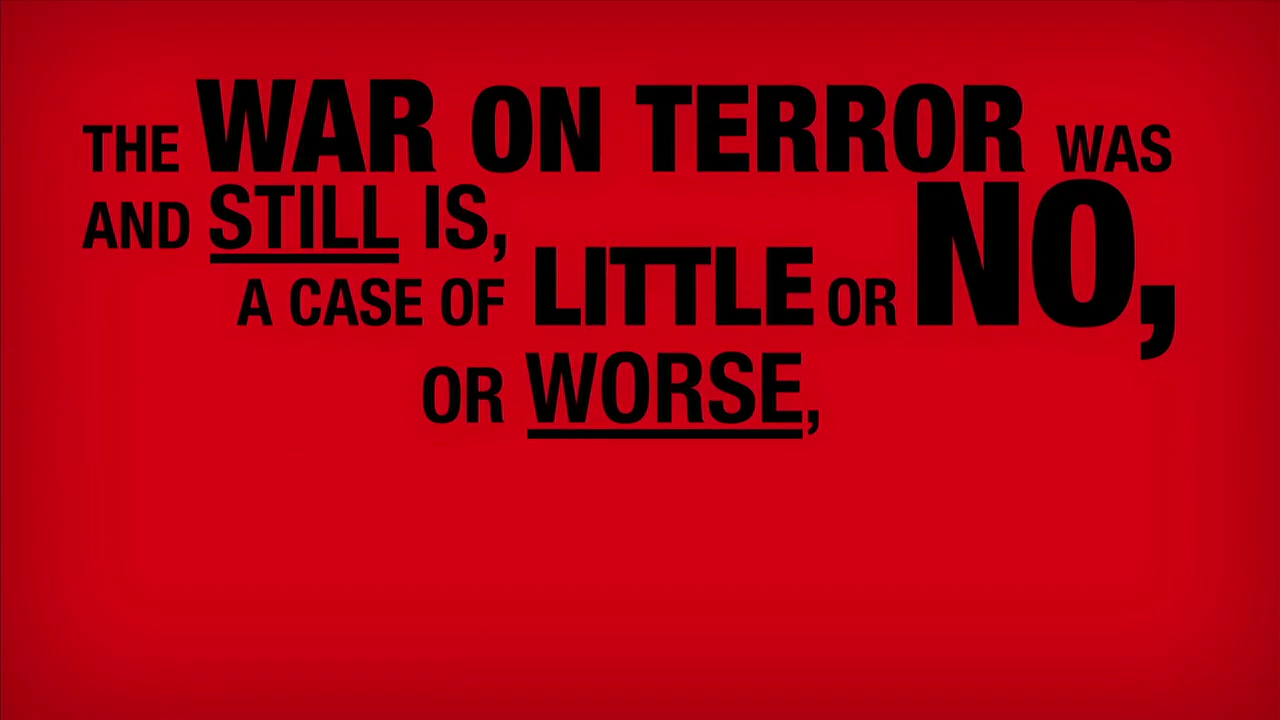 THE WAR ON TERROR WAS
AND STILL IS,
A CASE OF LITTLE OR NO,
OR WORSE,